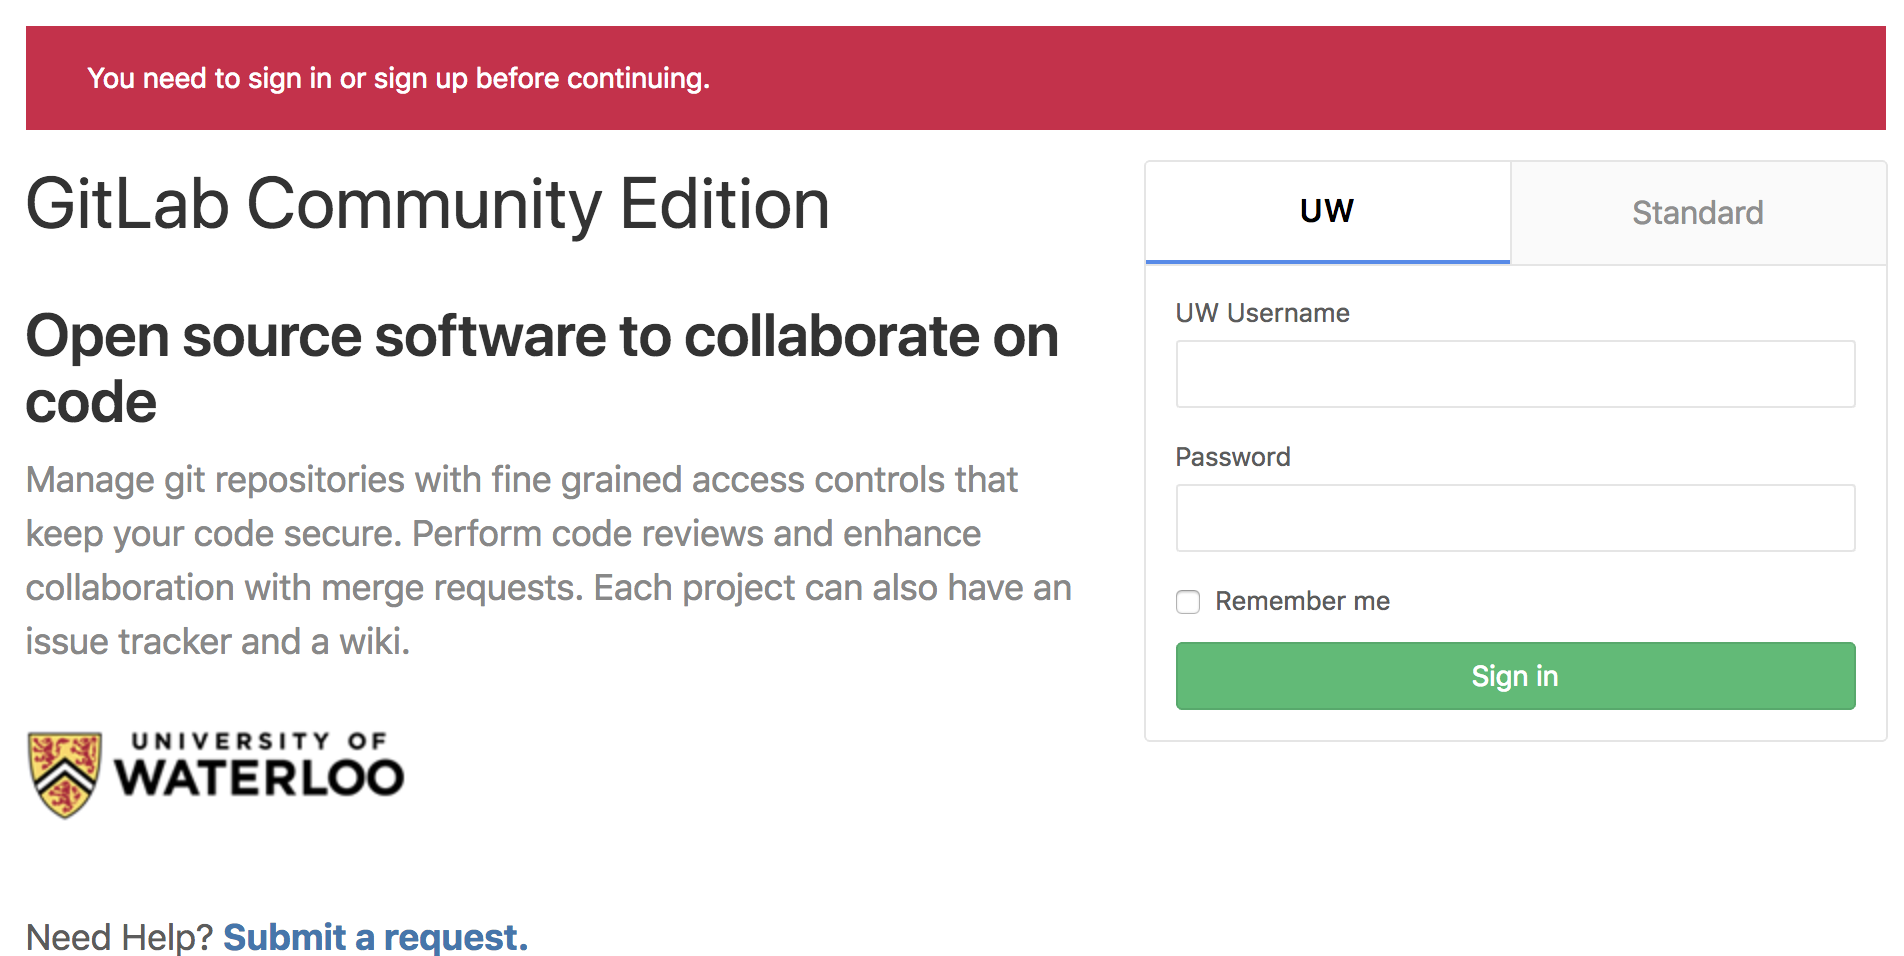 You need to sign in or sign up before continuing.
GitLab Community Edition
Open source software to collaborate on
code
Manage git repositories with fine grained access controls that
keep your code secure. Perform code reviews and enhance
collaboration with merge requests. Each project can also have an
issue tracker and a wiki.
UNIVERSITY OF
WATERLOO
Need Help? Submit a request.
UW
Standard
UW Username
Password
Remember me
Sign in